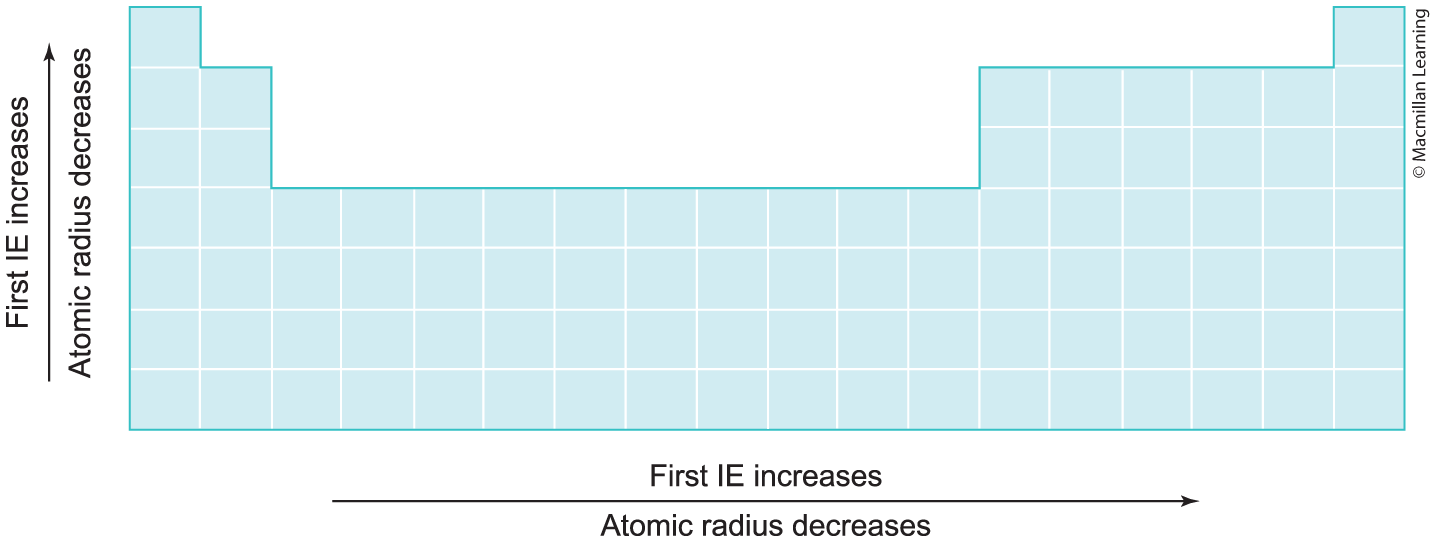 First IE increases
Atomic radius decreases
© Macmillan Learning
First IE increases
Atomic radius decreases